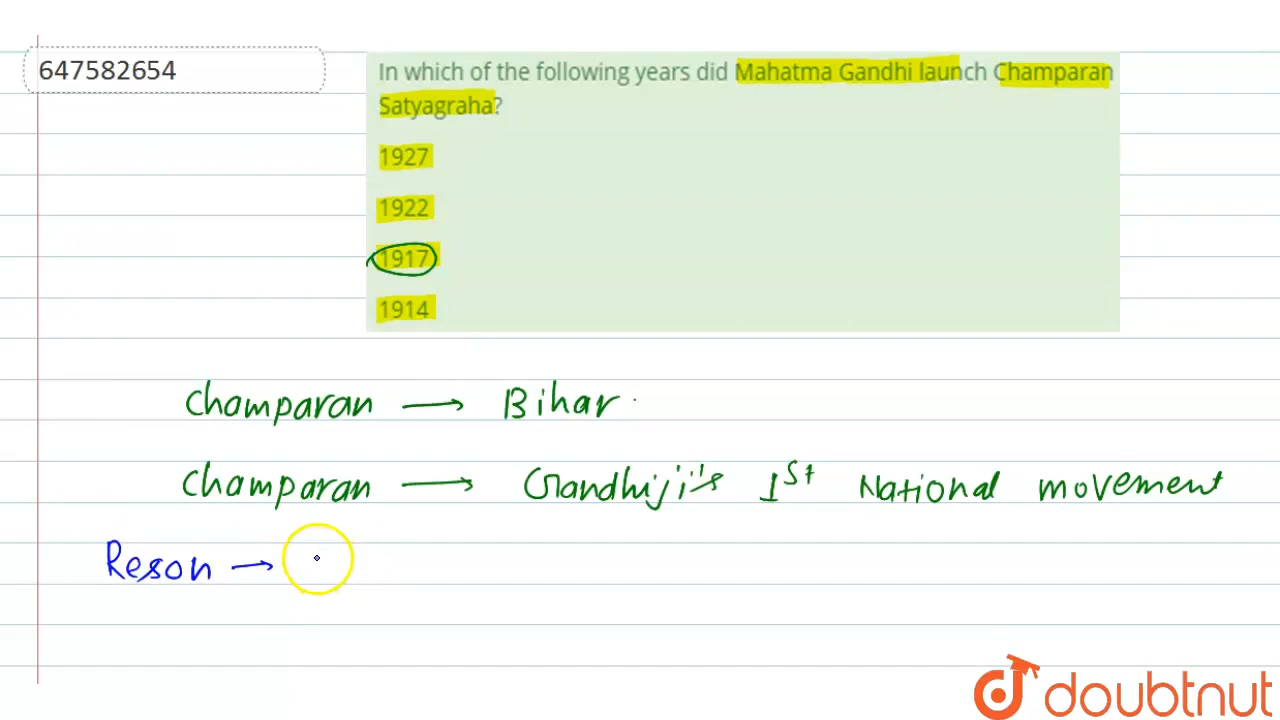 647582654
In which of the following years did Mahatma Gandhi launch Champaran
Satyagraha?
1927
1922
1917
1914
Champaran → Bihar
Champaran → Gandhiji's 1st National movement
Reson →
doubtnut